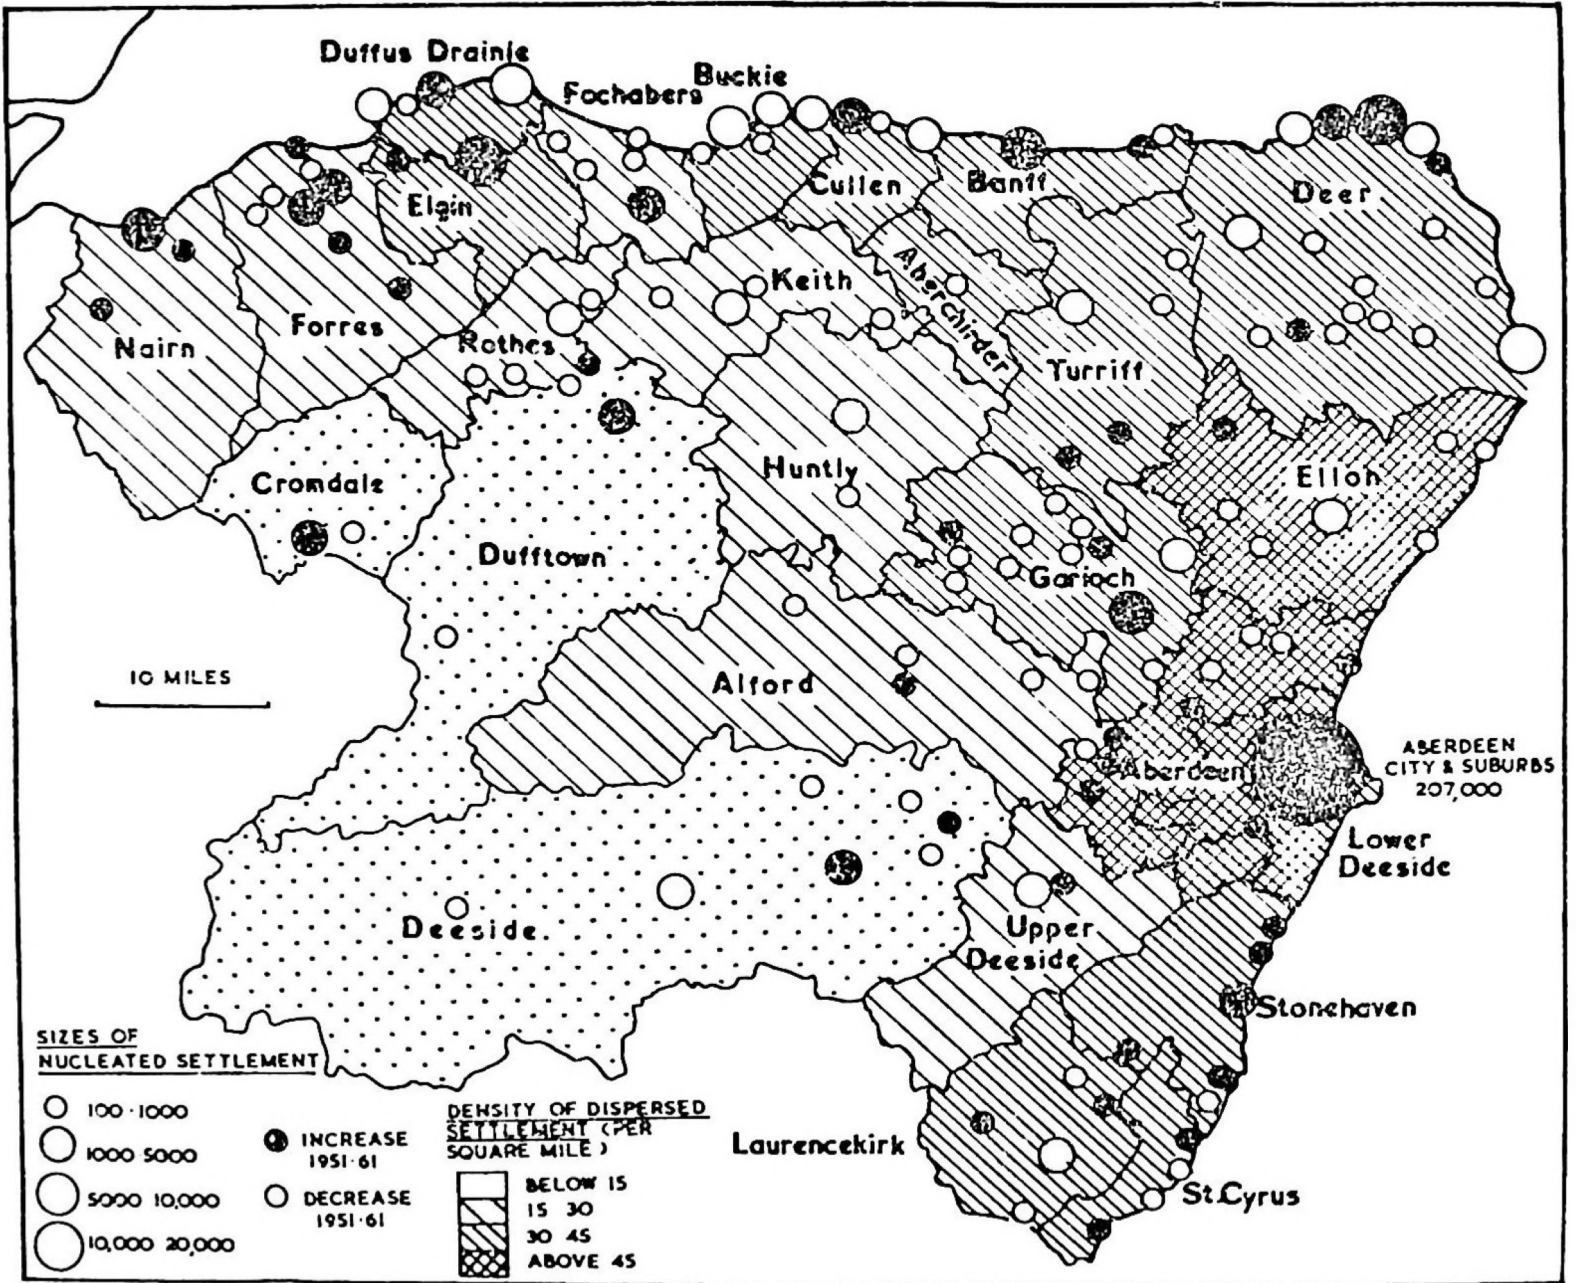 Duffus Drainie
Buckie
Fochabers
Cullen
Banff
Deer
Elgin
Aberchirder
Keith
Nairn
Forres
Rothes
Turriff
Huntly
Ellon
Cromdale
Dufftown
Garioch
10 MILES
Alford
Aberdeen
ABERDEEN
CITY & SUBURBS
207,000
Lower
Deeside
Deeside
Upper
Deeside
Stonehaven
Laurencekirk
St.Cyrus
SIZES OF
NUCLEATED SETTLEMENT
100-1000
1000 5000
5000 10,000
10,000 20,000
INCREASE
1951-61
DECREASE
1951-61
DENSITY OF DISPERSED
SETTLEMENT (PER
SQUARE MILE)
BELOW 15
15 30
30 45
ABOVE 45